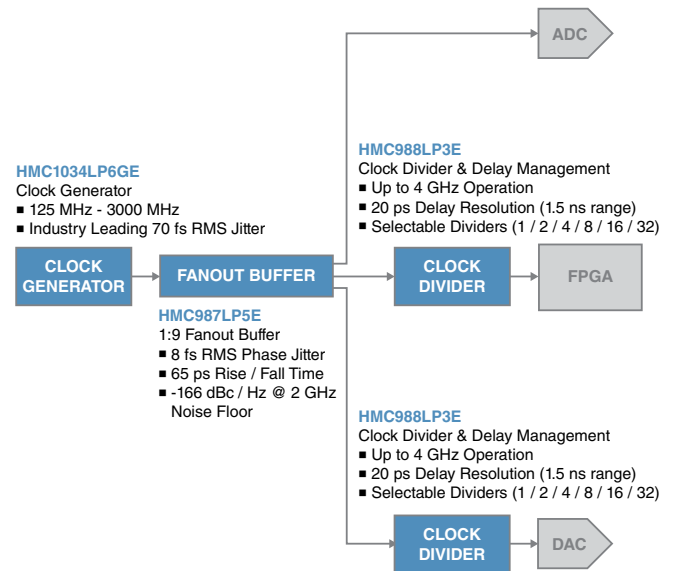 ADC
HMC988LP3E
Clock Divider & Delay Management
■ Up to 4 GHz Operation
■ 20 ps Delay Resolution (1.5 ns range)
■ Selectable Dividers (1 / 2 / 4 / 8 / 16 / 32)
HMC1034LP6GE
Clock Generator
■ 125 MHz - 3000 MHz
■ Industry Leading 70 fs RMS Jitter
CLOCK
GENERATOR
FANOUT BUFFER
CLOCK
DIVIDER
FPGA
HMC987LP5E
1:9 Fanout Buffer
■ 8 fs RMS Phase Jitter
■ 65 ps Rise / Fall Time
■ -166 dBc / Hz @ 2 GHz
Noise Floor
HMC988LP3E
Clock Divider & Delay Management
■ Up to 4 GHz Operation
■ 20 ps Delay Resolution (1.5 ns range)
■ Selectable Dividers (1 / 2 / 4 / 8 / 16 / 32)
CLOCK
DIVIDER
DAC